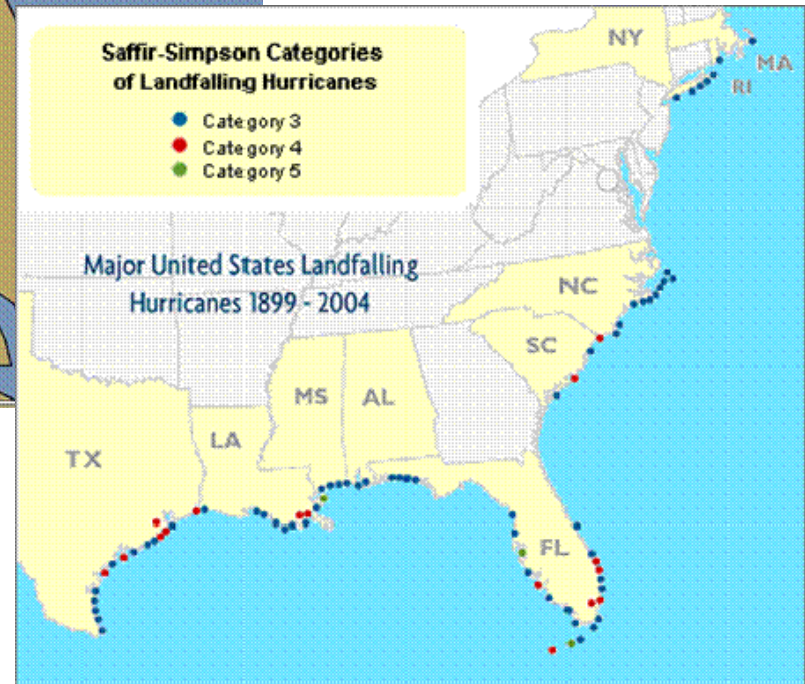 Saffir-Simpson Categories
of Landfalling Hurricanes
Category 3
Category 4
Category 5
Major United States Landfalling
Hurricanes 1899 - 2004
NY
MA
RI
NC
SC
MS
AL
LA
TX
FL